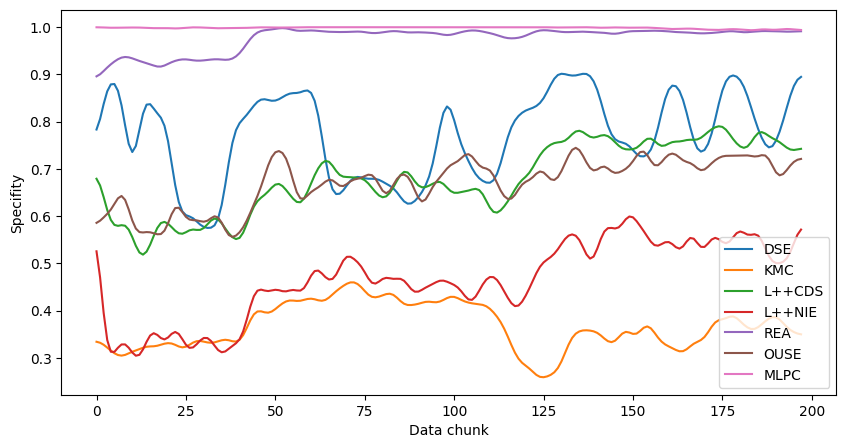 1.0
0.9
0.8
0.7
0.6
0.5
0.4
0.3
Specifity
0 25 50 75 100 125 150 175 200
Data chunk
DSE
KMC
L++CDS
L++NIE
REA
OUSE
MLPC